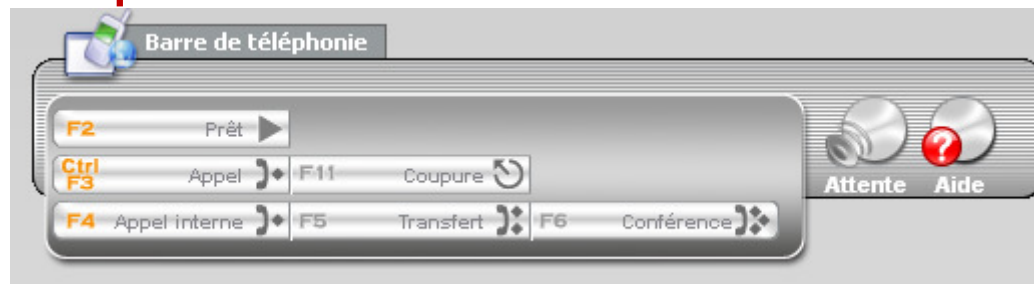 Barre de téléphonie
F2 Prêt
Ctrl F3 Appel F11 Coupure
F4 Appel interne F5 Transfert F6 Conférence
Attente Aide